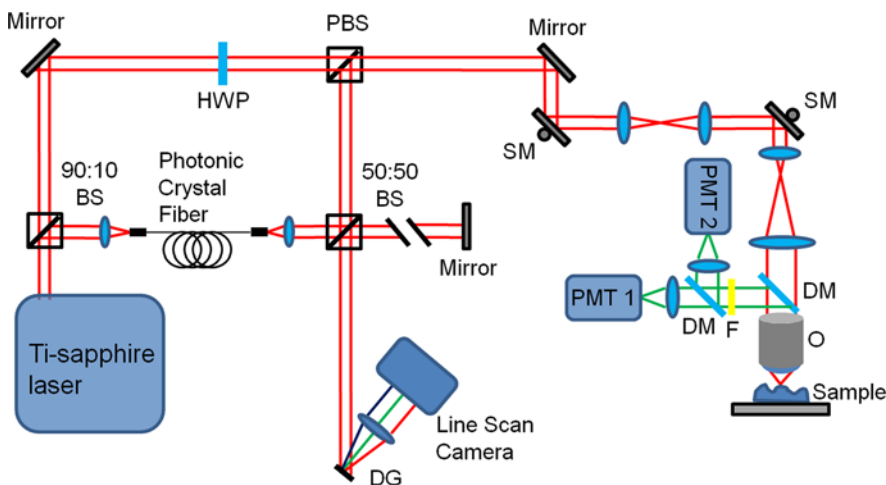 Mirror
PBS
Mirror
HWP
SM
SM
90:10
BS
Photonic
Crystal
Fiber
50:50
BS
PMT 2
Mirror
PMT 1
DM
DM
F
O
Ti-sapphire
laser
Sample
Line Scan
Camera
DG